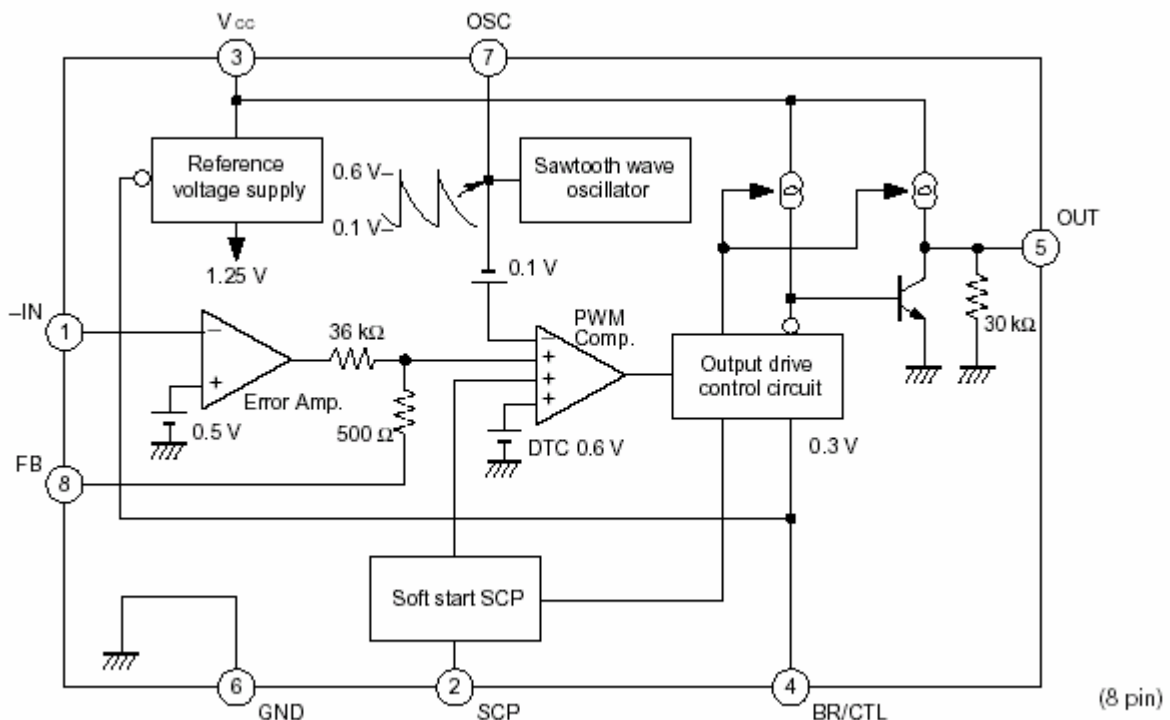 V CC
OSC
3
7
Reference
voltage supply
0.6 V
0.1 V
Sawtooth wave
oscillator
1.25 V
0.1 V
OUT
5
–IN
1
−
+
Error Amp.
0.5 V
36 kΩ
500 Ω
PWM
Comp.
−
+
+
+
DTC 0.6 V
Output drive
control circuit
30 kΩ
0.3 V
FB
8
Soft start SCP
6
GND
2
SCP
4
BR/CTL
(8 pin)